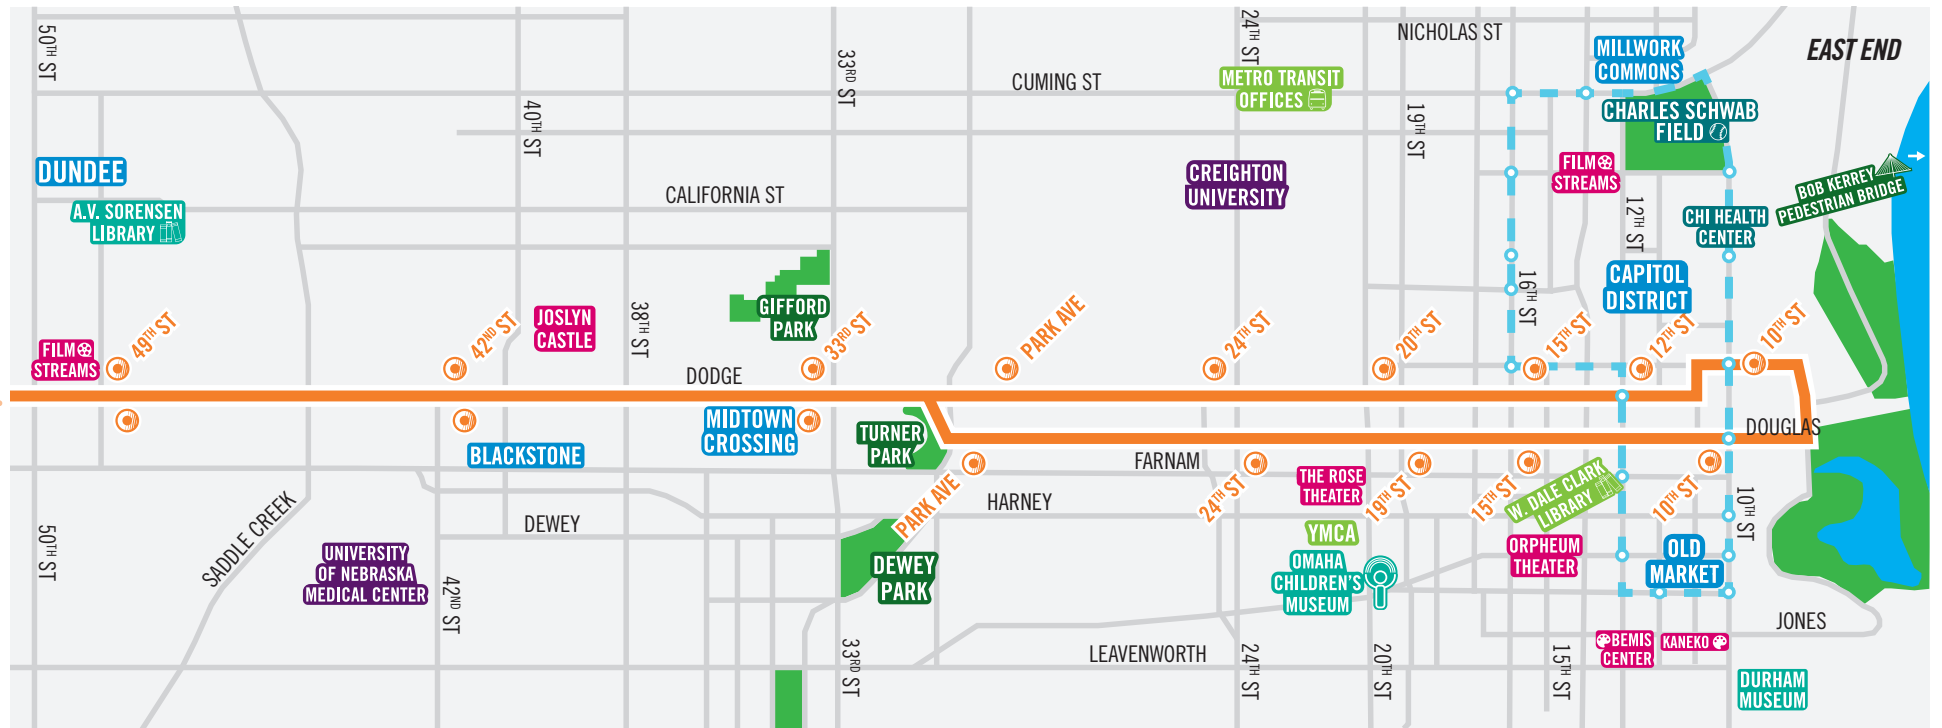 50TH ST
33RD ST
24TH ST
NICHOLAS ST
MILLWORK
COMMONS
EAST END
METRO TRANSIT
OFFICES
CUMING ST
40TH ST
19TH ST
CHARLES SCHWAB
FIELD
DUNDEE
A.V. SORENSEN
LIBRARY
CALIFORNIA ST
CREIGHTON
UNIVERSITY
FILM
STREAMS
12TH ST
BOB KERREY
PEDESTRIAN BRIDGE
CHI HEALTH
CENTER
CAPITOL
DISTRICT
16TH ST
GIFFORD
PARK
JOSLYN
CASTLE
38TH ST
FILM
STREAMS
49TH ST
42ND ST
33RD ST
PARK AVE
24TH ST
20TH ST
15TH ST
12TH ST
10TH ST
DODGE
MIDTOWN
CROSSING
TURNER
PARK
DOUGLAS
BLACKSTONE
FARNAM
PARK AVE
24TH ST
THE ROSE
THEATER
19TH ST
15TH ST
W. DALE CLARK
LIBRARY
10TH ST
10TH ST
HARNEY
DEWEY
SADDLE CREEK
50TH ST
UNIVERSITY
OF NEBRASKA
MEDICAL CENTER
42ND ST
DEWEY
PARK
YMCA
OMAHA
CHILDREN'S
MUSEUM
ORPHEUM
THEATER
OLD
MARKET
JONES
33RD ST
LEAVENWORTH
24TH ST
20TH ST
15TH ST
BEMIS
CENTER
KANEKO
DURHAM
MUSEUM